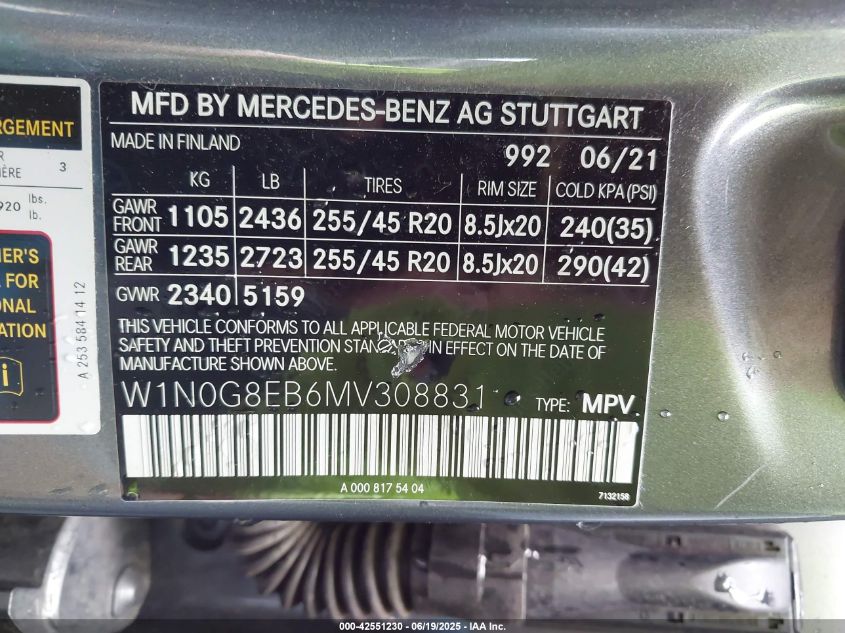 MFD BY MERCEDES-BENZ AG STUTTGART
MADE IN FINLAND 992 06/21
KG LB TIRES RIM SIZE COLD KPA (PSI)
GAWR FRONT 1105 2436 255/45 R20 8.5Jx20 240(35)
GAWR REAR 1235 2723 255/45 R20 8.5Jx20 290(42)
GVWR 2340 5159
THIS VEHICLE CONFORMS TO ALL APPLICABLE FEDERAL MOTOR VEHICLE
SAFETY AND THEFT PREVENTION IN EFFECT ON THE DATE OF
MANUFACTURE SHOWN ABOVE.
W1N0G8EB6MV308831 TYPE: MPV
A 000 817 54 04
7132158
RGEMENT
3
920 lbs.
lb.
ER'S
FOR
ONAL
ATION
i
A 253 584 14 12
000-42551230 - 06/19/2025 - IAA Inc.